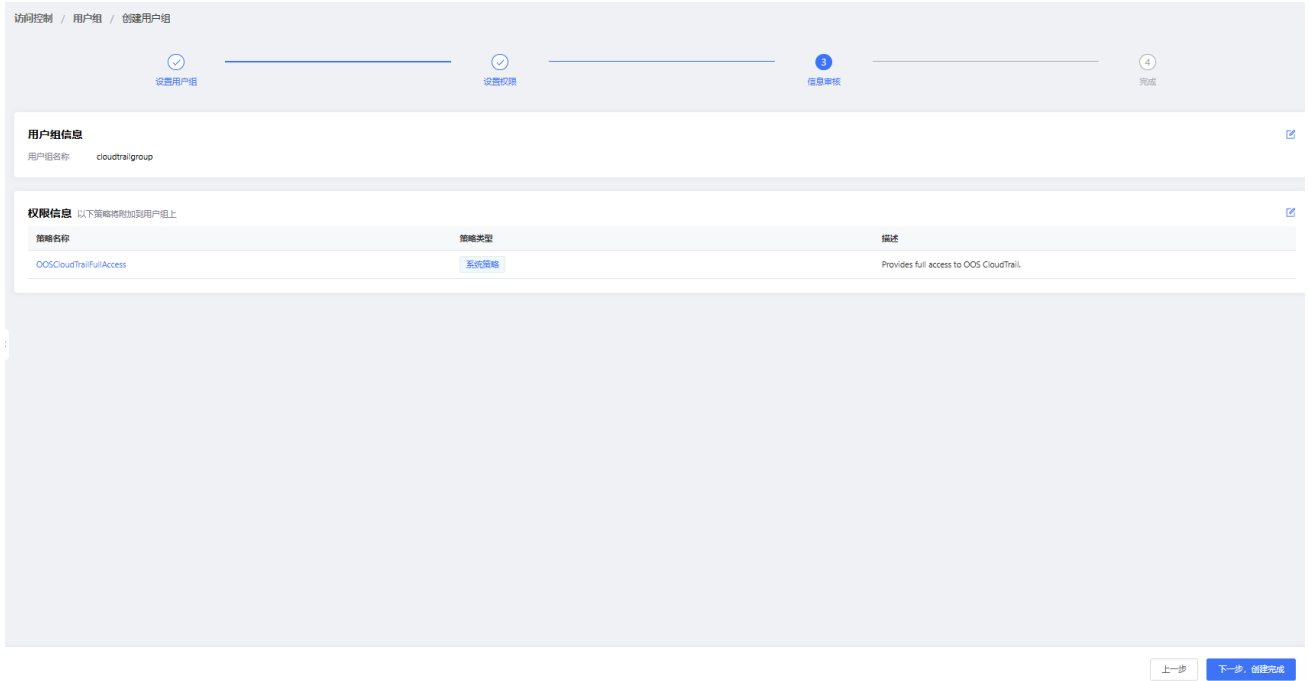 访问控制 / 用户组 / 创建用户组
3 4
设置用户组 设置权限 信息审核 完成
用户组信息
用户组名称 cloudtrailgroup
权限信息 以下策略将附加到用户组上
策略名称 策略类型 描述
OOSCloudTrailFullAccess 系统策略 Provides full access to OOS CloudTrail.
上一步 下一步，创建完成